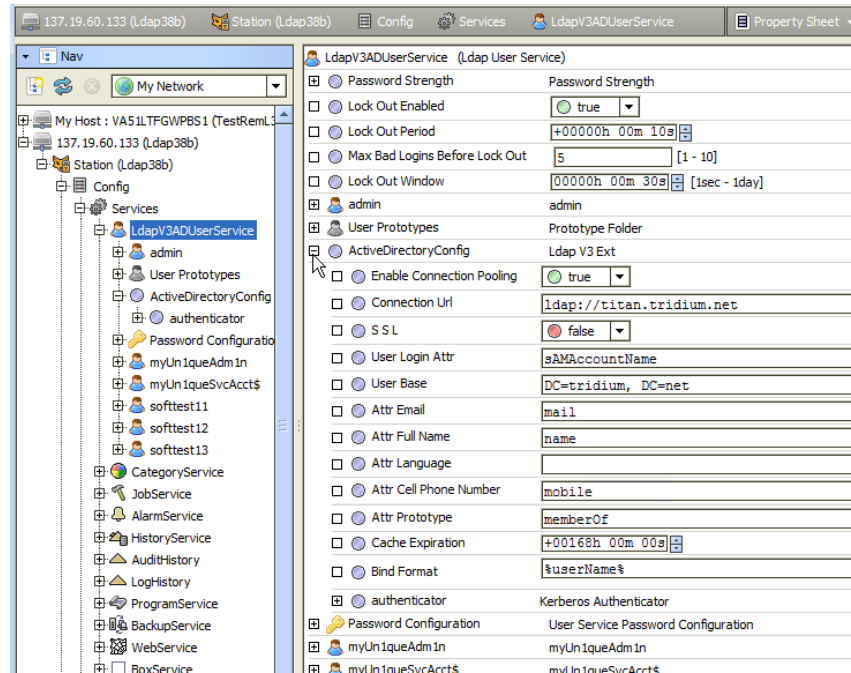 137.19.60.133 (Ldap38b) Station (Ldap38b) Config Services LdapV3ADUserService Property Sheet
Nav
My Network
My Host : VA51LTFGWPBS1 (TestRemL3
137.19.60.133 (Ldap38b)
Station (Ldap38b)
Config
Services
LdapV3ADUserService
admin
User Prototypes
ActiveDirectoryConfig
authenticator
Password Configuratio
myUn1queAdm1n
myUn1queSvcAcct$
softtest11
softtest12
softtest13
CategoryService
JobService
AlarmService
HistoryService
AuditHistory
LogHistory
ProgramService
BackupService
WebService
BoxService
LdapV3ADUserService (Ldap User Service)
Password Strength Password Strength
Lock Out Enabled true
Lock Out Period +00000h 00m 10s
Max Bad Logins Before Lock Out 5 [1 - 10]
Lock Out Window 00000h 00m 30s [1sec - 1day]
admin admin
User Prototypes Prototype Folder
ActiveDirectoryConfig Ldap V3 Ext
Enable Connection Pooling true
Connection Url ldap://titan.tridium.net
S S L false
User Login Attr sAMAccountName
User Base DC=tridium, DC=net
Attr Email mail
Attr Full Name name
Attr Language
Attr Cell Phone Number mobile
Attr Prototype memberOf
Cache Expiration +00168h 00m 00s
Bind Format %userName%
authenticator Kerberos Authenticator
Password Configuration User Service Password Configuration
myUn1queAdm1n myUn1queAdm1n
myUn1queSvcAcct$ myUn1queSvcAcct$